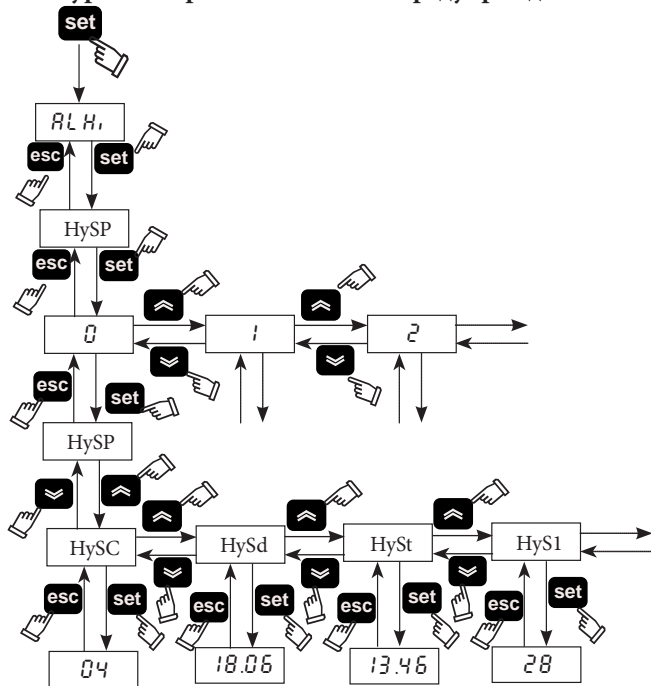 set
ALHi
esc set
HySP
esc set
0 1 2
esc set
HySP
HySC HySd HySt HyS1
esc set esc set esc set esc set
04 18.06 13.46 28